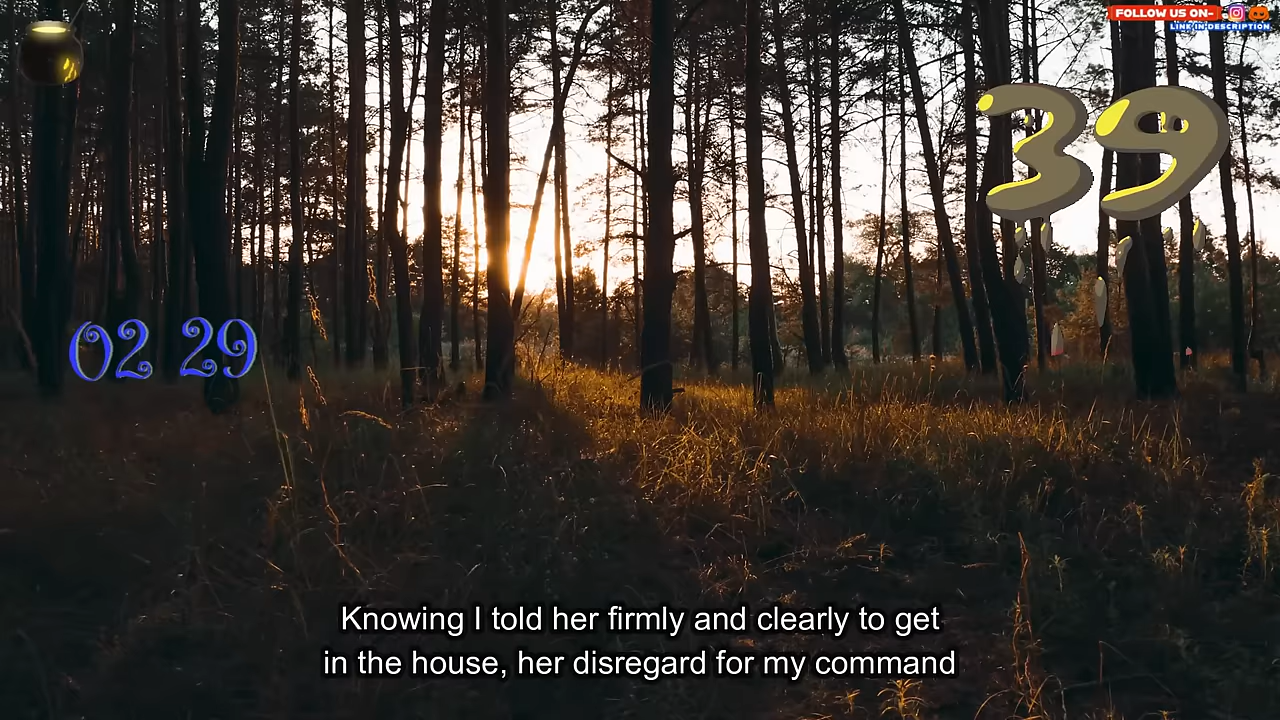 FOLLOW US ON-
LINK IN DESCRIPTION
39
02 29
Knowing I told her firmly and clearly to get
in the house, her disregard for my command